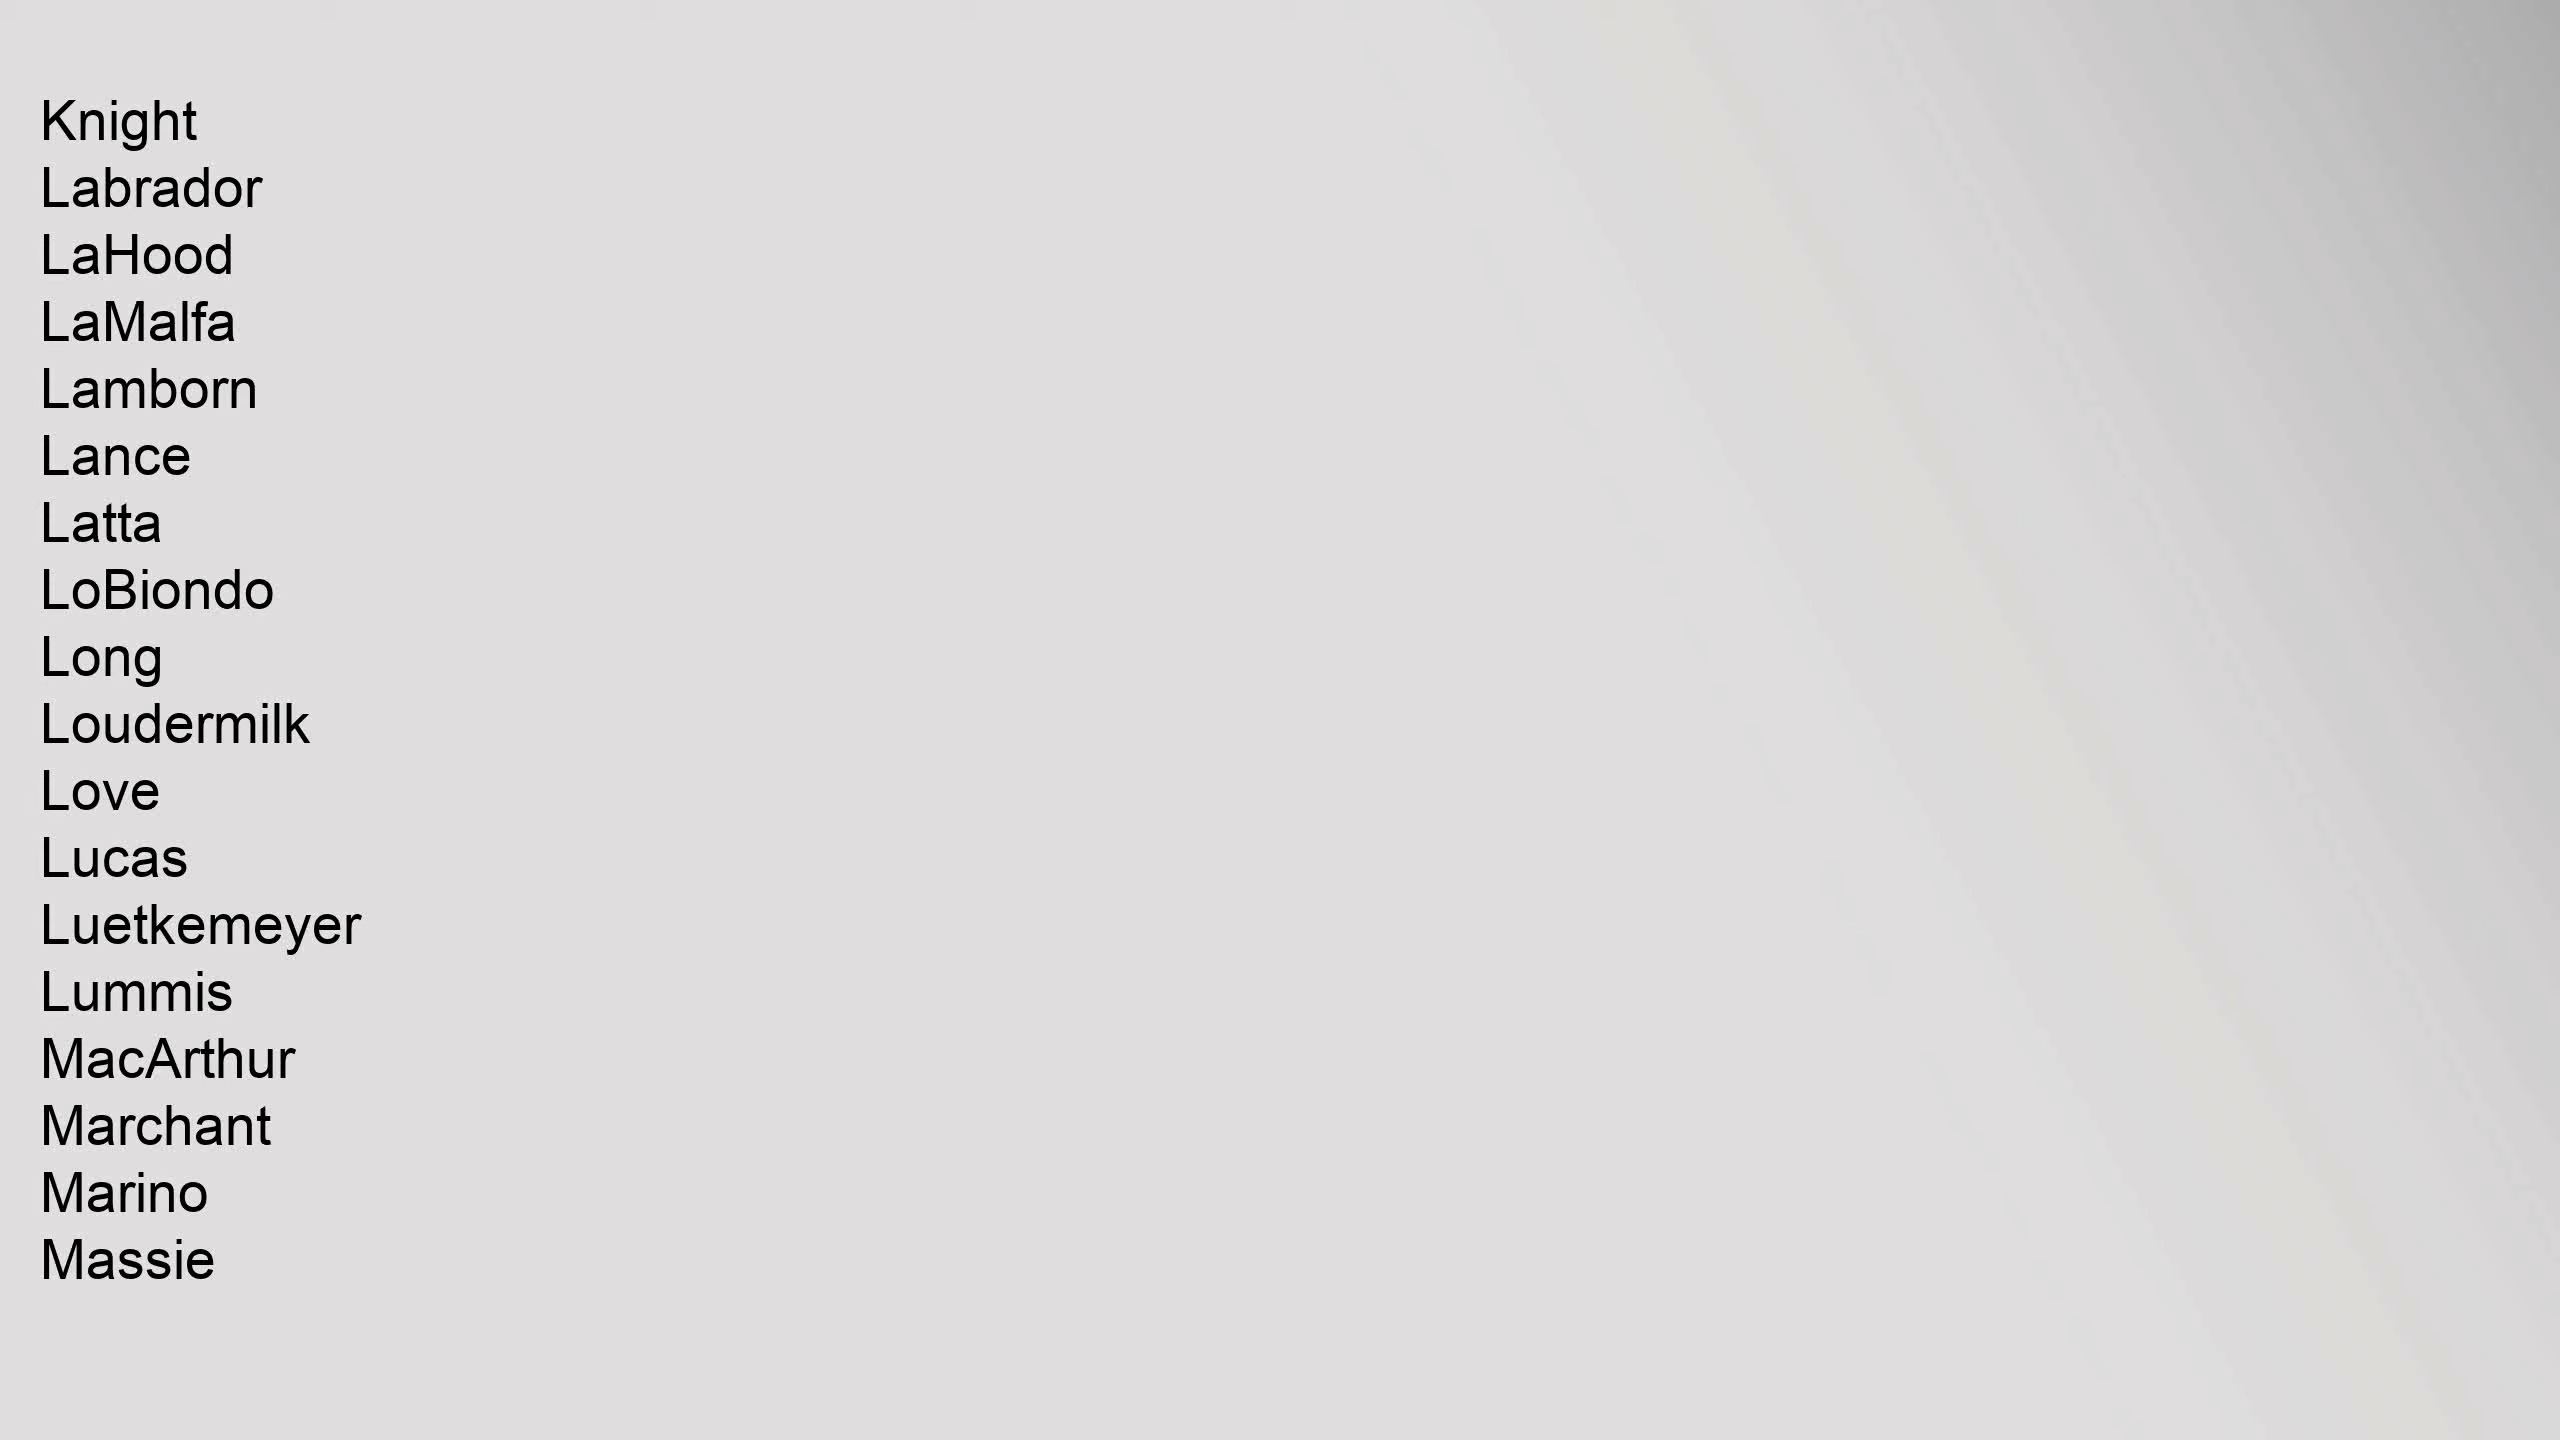 Knight
Labrador
LaHood
LaMalfa
Lamborn
Lance
Latta
LoBiondo
Long
Loudermilk
Love
Lucas
Luetkemeyer
Lummis
MacArthur
Marchant
Marino
Massie